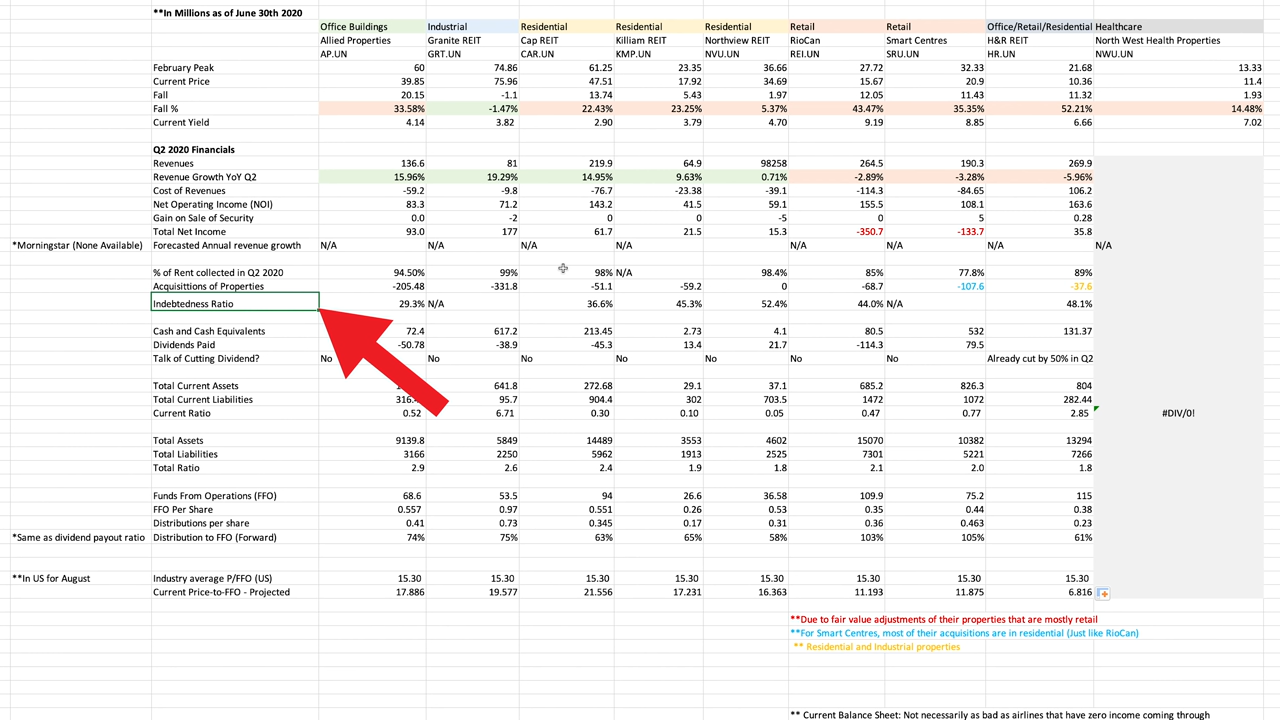 **In Millions as of June 30th 2020
Office Buildings Industrial Residential Residential Residential Retail Retail Office/Retail/Residential Healthcare
Allied Properties Granite REIT Cap REIT Killiam REIT Northview REIT RioCan Smart Centres H&R REIT North West Health Properties
AP.UN GRT.UN CAR.UN KMP.UN NVU.UN REI.UN SRU.UN HR.UN NWU.UN
February Peak 60 74.86 61.25 23.35 36.66 27.72 32.33 21.68 13.33
Current Price 39.85 75.96 47.51 17.92 34.69 15.67 20.9 10.36 11.4
Fall 20.15 -1.1 13.74 5.43 1.97 12.05 11.43 11.32 1.93
Fall % 33.58% -1.47% 22.43% 23.25% 5.37% 43.47% 35.35% 52.21% 14.48%
Current Yield 4.14 3.82 2.90 3.79 4.70 9.19 8.85 6.66 7.02
Q2 2020 Financials
Revenues 136.6 81 219.9 64.9 98258 264.5 190.3 269.9
Revenue Growth YoY Q2 15.96% 19.29% 14.95% 9.63% 0.71% -2.89% -3.28% -5.96%
Cost of Revenues -59.2 -9.8 -76.7 -23.38 -39.1 -114.3 -84.65 106.2
Net Operating Income (NOI) 83.3 71.2 143.2 41.5 59.1 155.5 108.1 163.6
Gain on Sale of Security 0.0 -2 0 0 -5 0 5 0.28
Total Net Income 93.0 177 61.7 21.5 15.3 -350.7 -133.7 35.8
*Morningstar (None Available) Forecasted Annual revenue growth N/A N/A N/A N/A N/A N/A N/A N/A
% of Rent collected in Q2 2020 94.50% 99% 98% N/A 98.4% 85% 77.8% 89%
Acquisittions of Properties -205.48 -331.8 -51.1 -59.2 0 -68.7 -107.6 -37.6
Indebtedness Ratio 29.3% N/A 36.6% 45.3% 52.4% 44.0% N/A 48.1%
Cash and Cash Equivalents 72.4 617.2 213.45 2.73 4.1 80.5 532 131.37
Dividends Paid -50.78 -38.9 -45.3 13.4 21.7 -114.3 79.5
Talk of Cutting Dividend? No No No No No No No Already cut by 50% in Q2
Total Current Assets 641.8 272.68 29.1 37.1 685.2 826.3 804
Total Current Liabilities 95.7 904.4 302 703.5 1472 1072 282.44
Current Ratio 0.52 6.71 0.30 0.10 0.05 0.47 0.77 2.85 #DIV/0!
Total Assets 9139.8 5849 14489 3553 4602 15070 10382 13294
Total Liabilities 3166 2250 5962 1913 2525 7301 5221 7266
Total Ratio 2.9 2.6 2.4 1.9 1.8 2.1 2.0 1.8
Funds From Operations (FFO) 68.6 53.5 94 26.6 36.58 109.9 75.2 115
FFO Per Share 0.557 0.97 0.551 0.26 0.53 0.35 0.44 0.38
Distributions per share 0.41 0.73 0.345 0.17 0.31 0.36 0.463 0.23
*Same as dividend payout ratio Distribution to FFO (Forward) 74% 75% 63% 65% 58% 103% 105% 61%
**In US for August Industry average P/FFO (US) 15.30 15.30 15.30 15.30 15.30 15.30 15.30 15.30
Current Price-to-FFO - Projected 17.886 19.577 21.556 17.231 16.363 11.193 11.875 6.816
**Due to fair value adjustments of their properties that are mostly retail
**For Smart Centres, most of their acquisitions are in residential (Just like RioCan)
** Residential and Industrial properties
** Current Balance Sheet: Not necessarily as bad as airlines that have zero income coming through